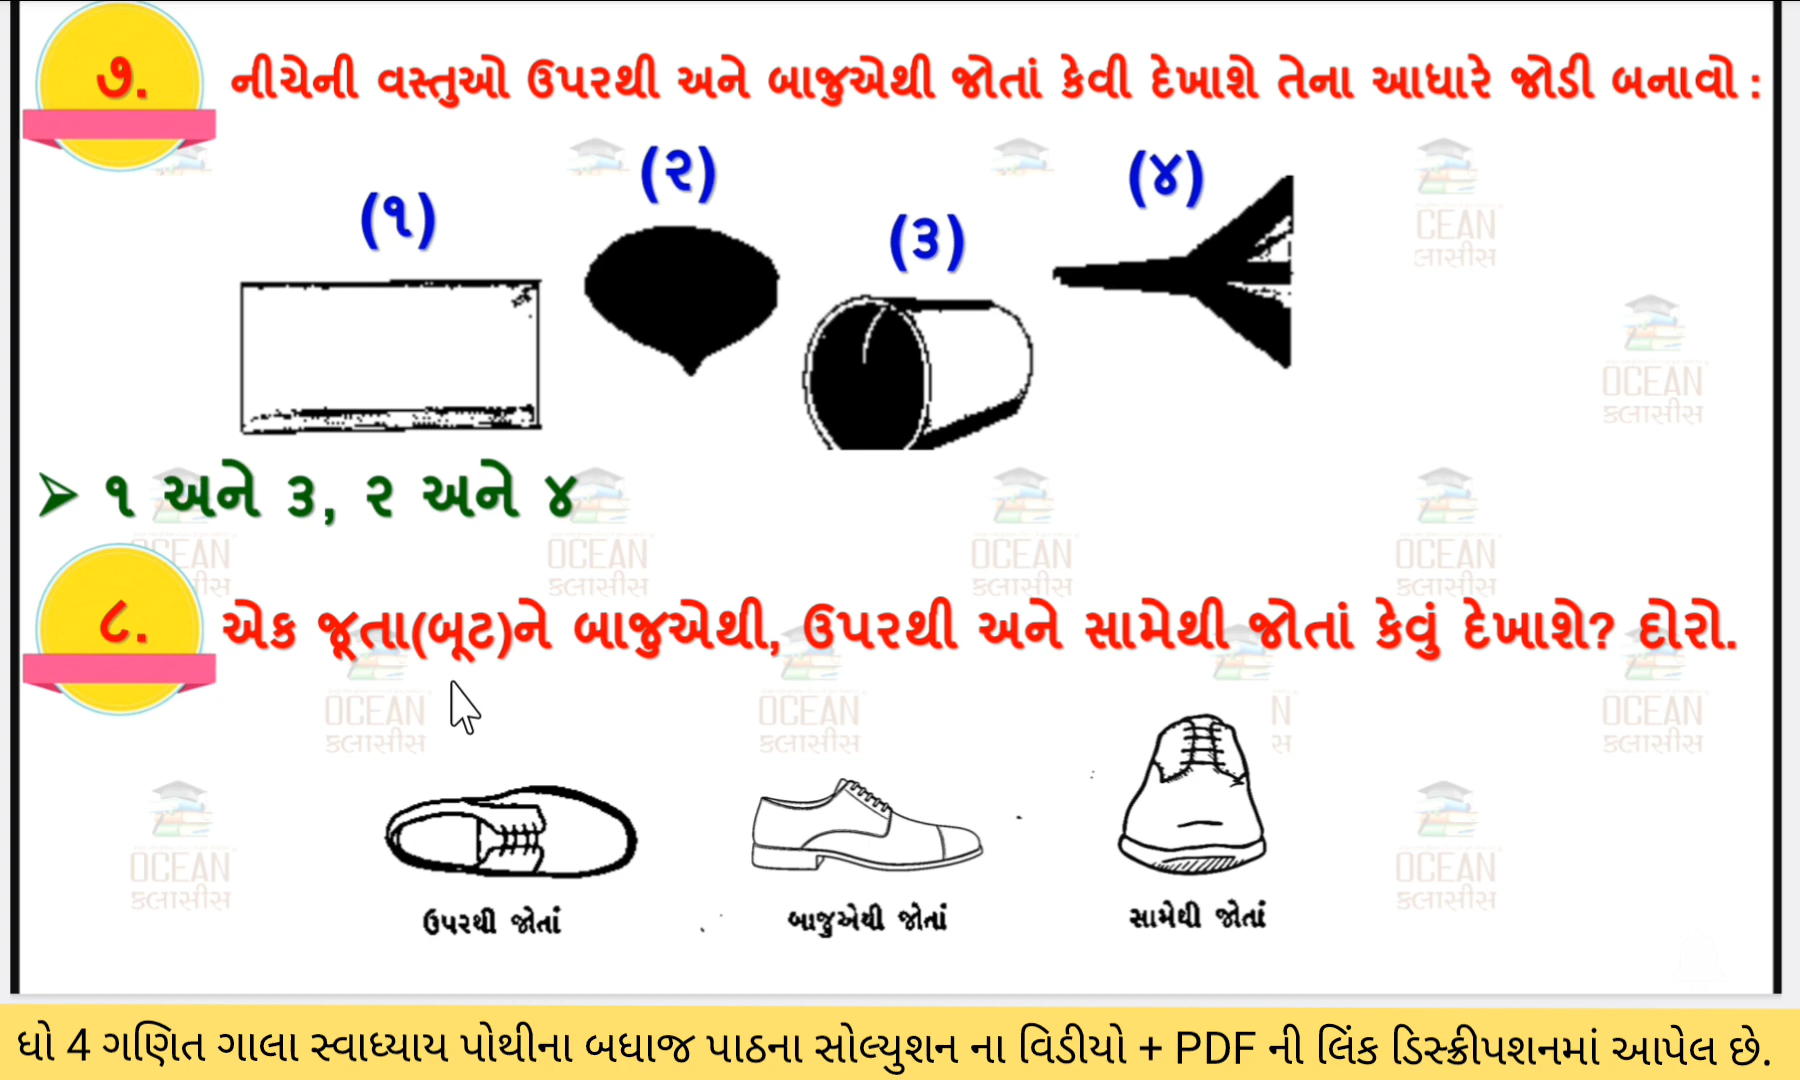 ૭. નીચેની વસ્તુઓ ઉપરથી અને બાજુએથી જોતાં કેવી દેખાશે તેના આધારે જોડી બનાવો :
(૧)
(૨)
(૩)
(૪)
➢ ૧ અને ૩, ૨ અને ૪
૮. એક જૂતા(બૂટ)ને બાજુએથી, ઉપરથી અને સામેથી જોતાં કેવું દેખાશે? દોરો.
ઉપરથી જોતાં
બાજુએથી જોતાં
સામેથી જોતાં
OCEAN
ક્લાસીસ
ધો 4 ગણિત ગાલા સ્વાધ્યાય પોથીના બધાજ પાઠના સોલ્યુશન ના વિડીયો + PDF ની લિંક ડિસ્ક્રીપશનમાં આપેલ છે.